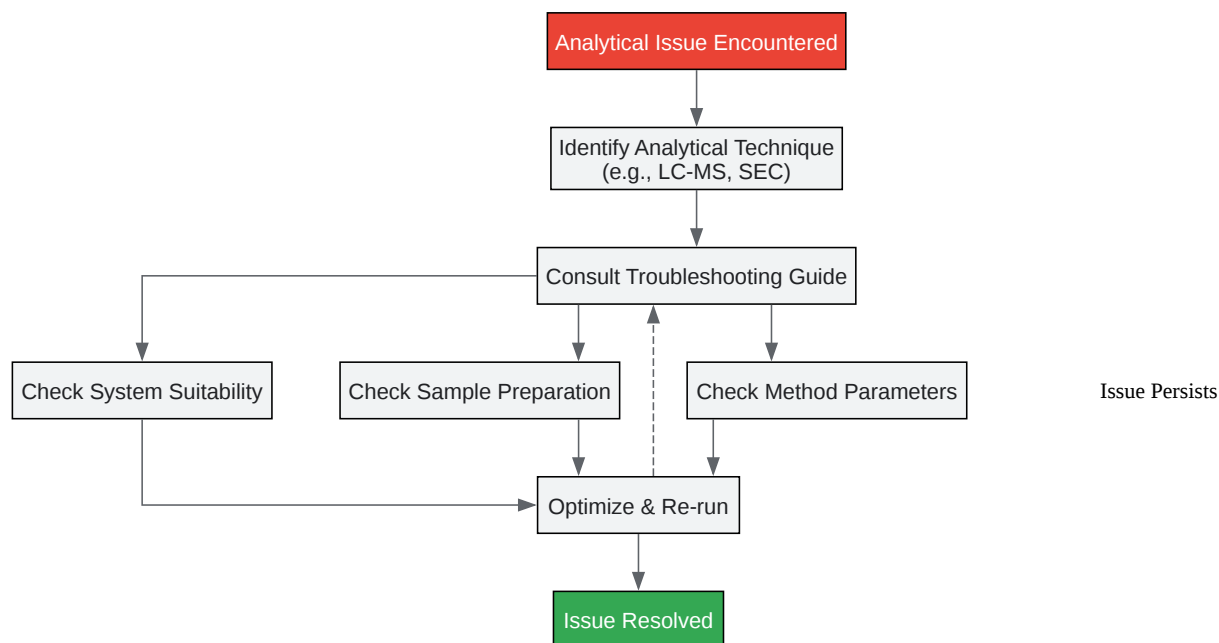 Analytical Issue Encountered
Identify Analytical Technique
(e.g., LC-MS, SEC)
Consult Troubleshooting Guide
Check System Suitability
Check Sample Preparation
Check Method Parameters
Issue Persists
Optimize & Re-run
Issue Resolved